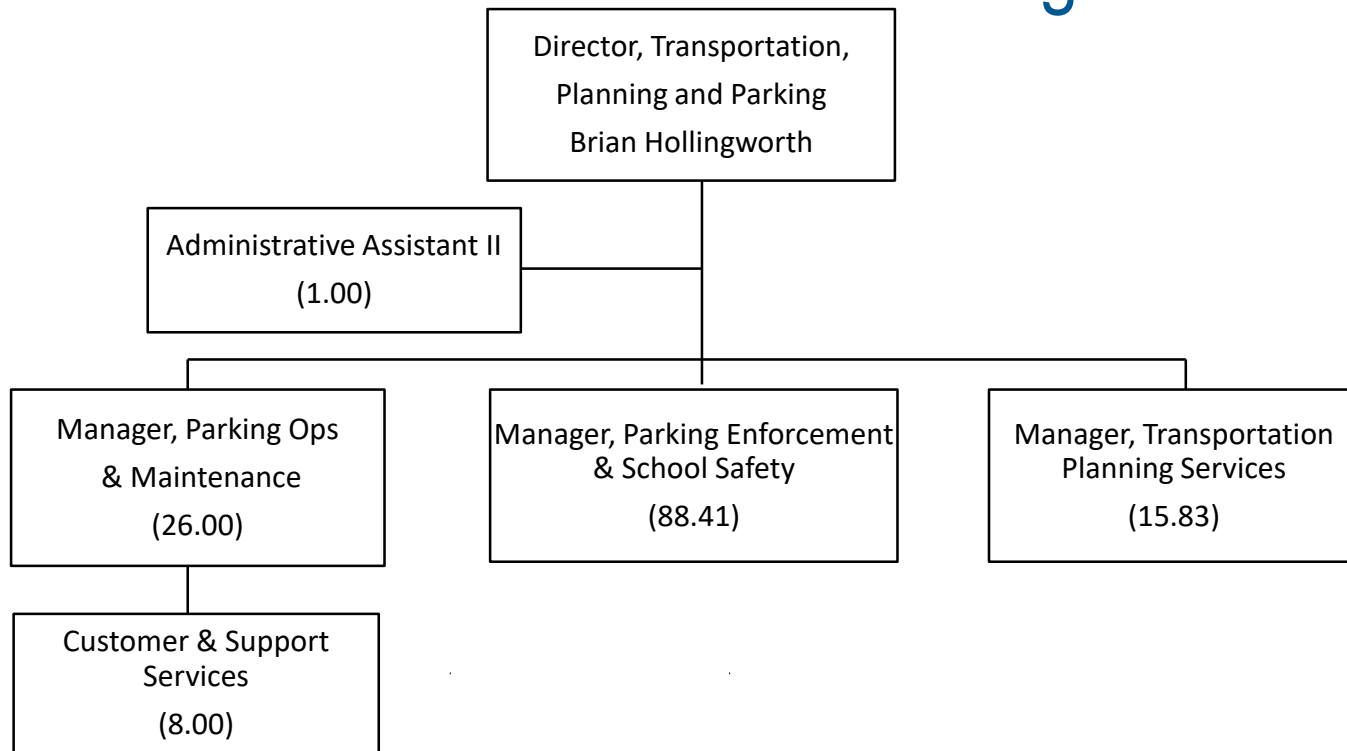 Director, Transportation,
Planning and Parking
Brian Hollingworth
Administrative Assistant II
(1.00)
Manager, Parking Ops
& Maintenance
(26.00)
Manager, Parking Enforcement
& School Safety
(88.41)
Manager, Transportation
Planning Services
(15.83)
Customer & Support
Services
(8.00)